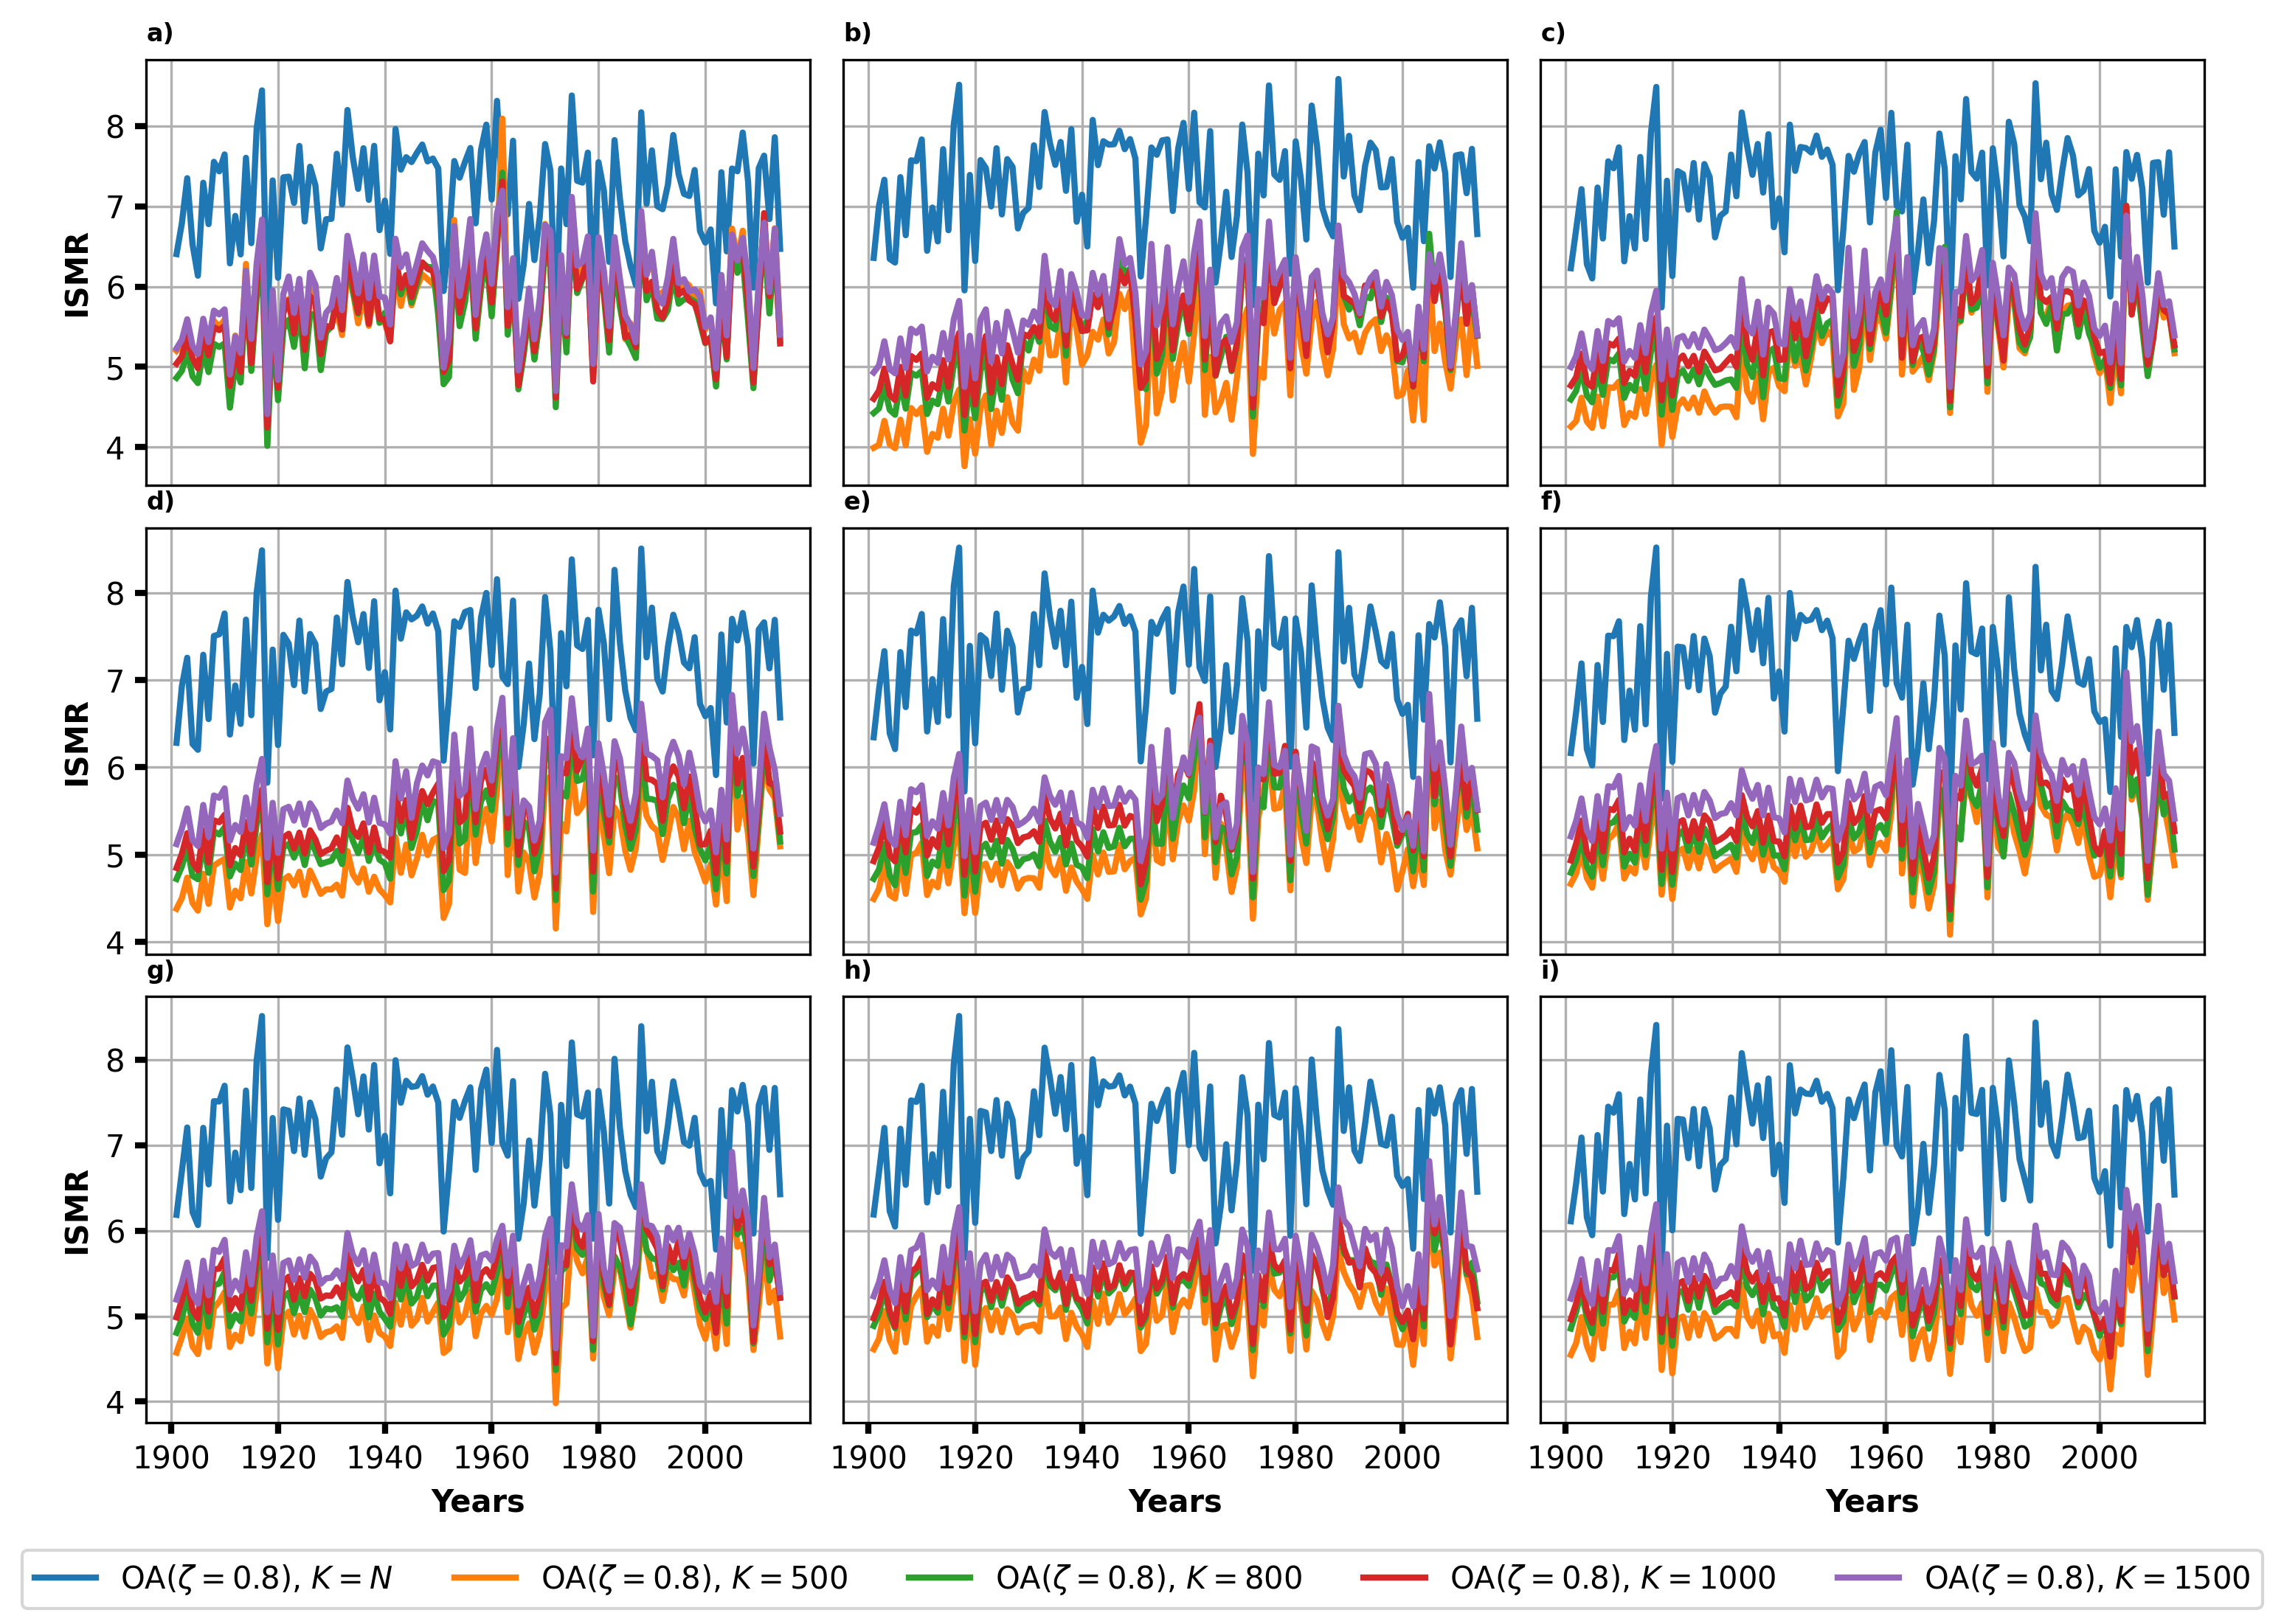 a) b) c)
8
7
6
5
4
ISMR
d) e) f)
8
7
6
5
4
ISMR
g) h) i)
8
7
6
5
4
ISMR
1900 1920 1940 1960 1980 2000 1900 1920 1940 1960 1980 2000 1900 1920 1940 1960 1980 2000
Years Years Years
OA(ζ = 0.8), K = N OA(ζ = 0.8), K = 500 OA(ζ = 0.8), K = 800 OA(ζ = 0.8), K = 1000 OA(ζ = 0.8), K = 1500